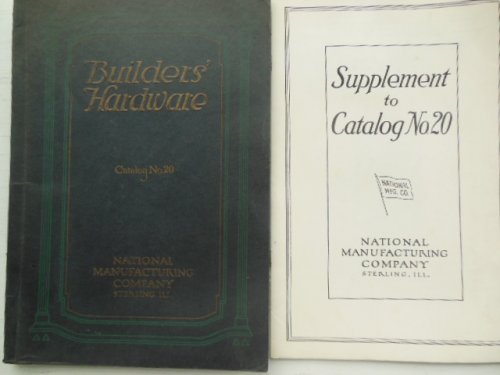 Builders'
Hardware
Catalog No. 20
NATIONAL
MANUFACTURING
COMPANY
STERLING, ILL.
Supplement
to
Catalog No 20
NATIONAL
MFG. CO.
NATIONAL
MANUFACTURING
COMPANY
STERLING, ILL.